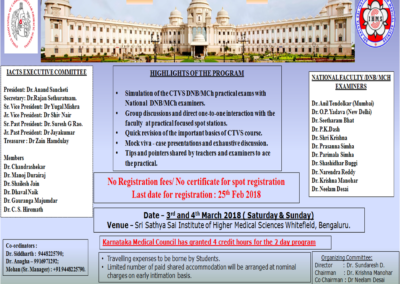 IACTS EXECUTIVE COMMITTEE
President: Dr. Anand Sancheti
Secretary: Dr.Rajan Sethuratnam.
Sr. Vice President: Dr Yugal Mishra
Jr. Vice President: Dr Shiv Nair
Sr. Past President: Dr. Suresh G Rao.
Jr. Past President: Dr Jayakumar
Treasurer : Dr Zain Hamdulay
Members
Dr. Chandrashekar
Dr. Manoj Durairaj
Dr. Shailesh Jain
Dr. Dhaval Naik
Dr. Gauranga Majumdar
Dr. C. S. Hiremath
Co-ordinators :
Dr. Siddharth :
Dr. Anagha –
Mohan (Sr. Manager) :
HIGHLIGHTS OF THE PROGRAM
• Simulation of the CTVS DNB/MCh practical exams with
National DNB/MCh examiners.
• Group discussions and direct one-to-one interaction with the
faculty at practical focused spot stations.
• Quick revision of the important basics of CTVS course.
• Mock viva - case presentations and exhaustive discussion.
• Tips and pointers shared by teachers and examiners to ace
the practical.
No Registration fees/ No certificate for spot registration
Last date for registration : 25th Feb 2018
Date – 3rd and 4th March 2018 ( Saturday & Sunday)
Venue – Sri Sathya Sai Institute of Higher Medical Sciences Whitefield, Bengaluru.
Karnataka Medical Council has granted 4 credit hours for the 2 day program
• Travelling expenses to be borne by Students.
• Limited number of paid shared accommodation will be arranged at nominal
charges on early intimation basis.
NATIONAL FACULTY DNB/MCH
EXAMINERS
Dr. Anil Tendolkar (Mumbai)
Dr. O.P. Yadava (New Delhi)
Dr. Seetharam Bhat
Dr. P.K.Dash
Dr. Shri Krishna
Dr. Prasanna Simha
Dr. Parimala Simha
Dr. Shashidhar Buggi
Dr. Narendra Reddy
Dr. Krishna Manohar
Dr. Neelam Desai
Organizing Committee:
Director : Dr. Sundaresh D.
Chairman : Dr. Krishna Manohar
Co-Chairman : Dr Neelam Desai